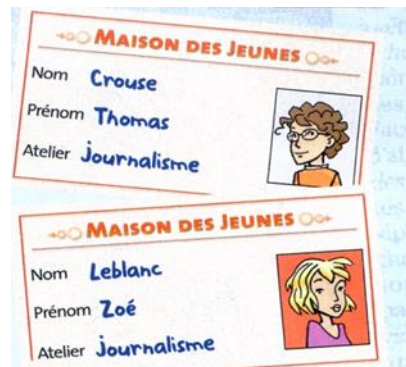 MAISON DES JEUNES
Nom Crouse
Prénom Thomas
Atelier journalisme
MAISON DES JEUNES
Nom Leblanc
Prénom Zoé
Atelier journalisme